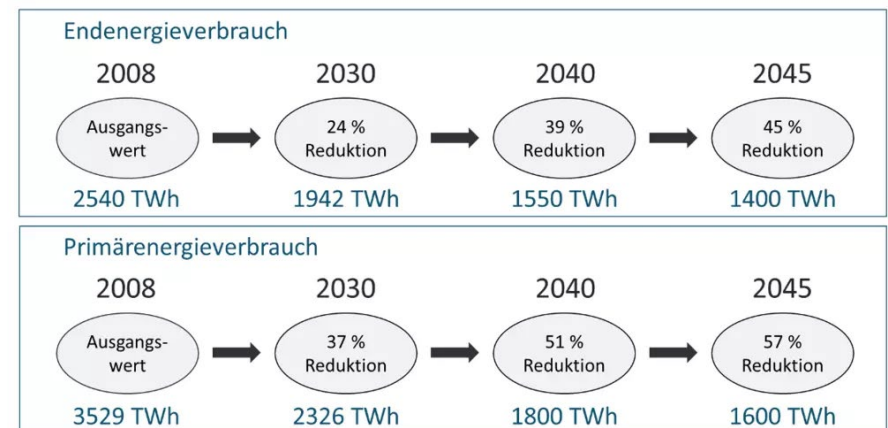 Endenergieverbrauch
2008 2030 2040 2045
Ausgangs- 24 % 39 % 45 %
wert Reduktion Reduktion Reduktion
2540 TWh 1942 TWh 1550 TWh 1400 TWh
Primärenergieverbrauch
2008 2030 2040 2045
Ausgangs- 37 % 51 % 57 %
wert Reduktion Reduktion Reduktion
3529 TWh 2326 TWh 1800 TWh 1600 TWh